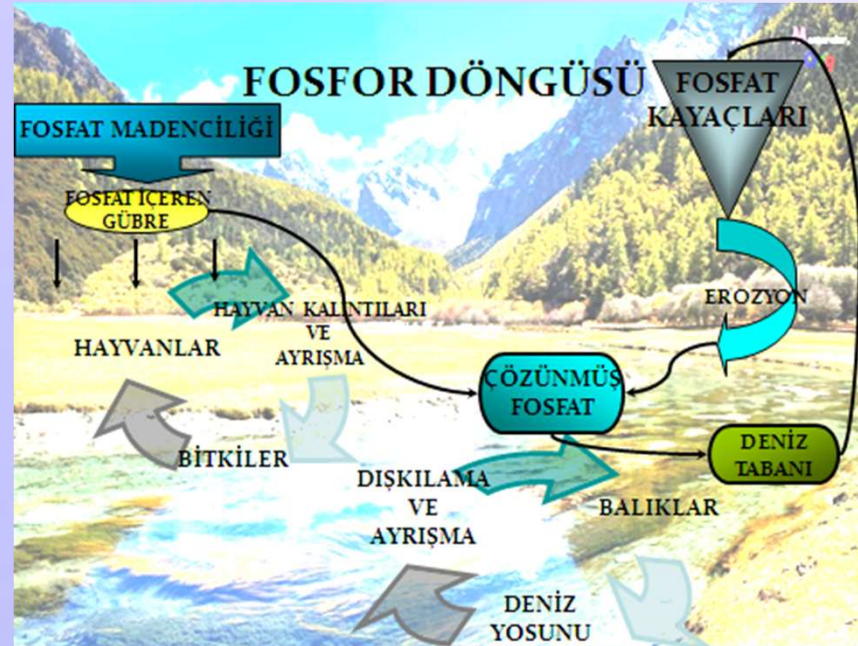 FOSFOR DÖNGÜSÜ
FOSFAT
KAYAÇLARI
FOSFAT MADENCİLİĞİ
FOSFAT İÇEREN
GÜBRE
EROZYON
HAYVAN KALINTILARI
VE
AYRIŞMA
HAYVANLAR
ÇÖZÜNMÜŞ
FOSFAT
DENİZ
TABANI
BİTKİLER
DIŞKILAMA
VE
AYRIŞMA
BALIKLAR
DENİZ
YOSUNU